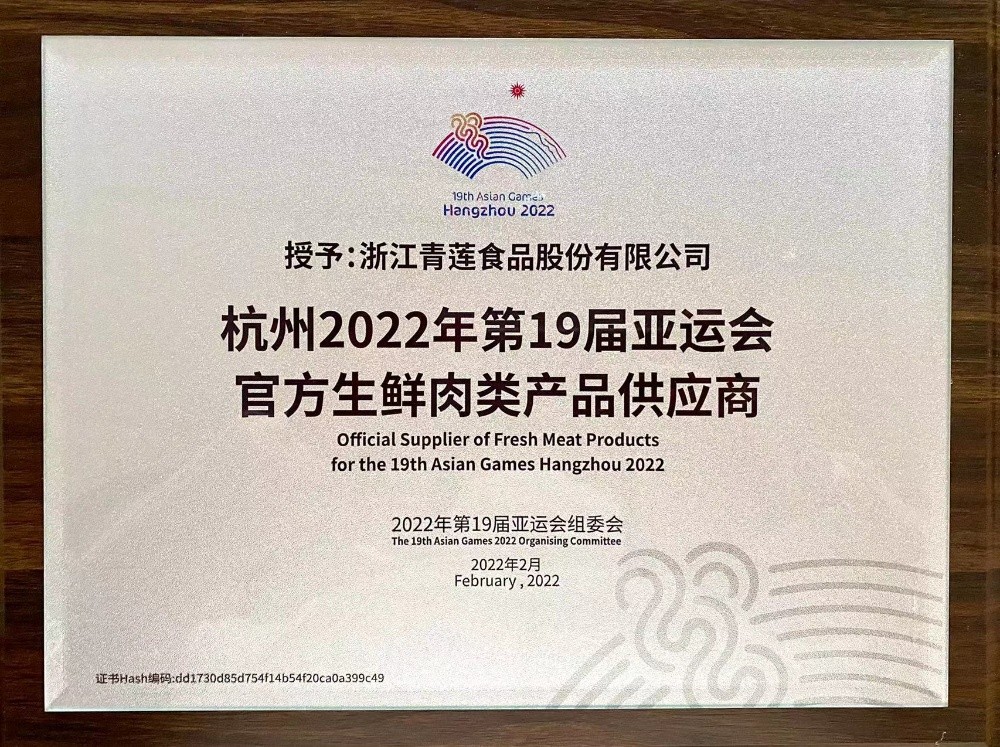 19th Asian Games
Hangzhou 2022
授予：浙江青莲食品股份有限公司
杭州2022年第19届亚运会
官方生鲜肉类产品供应商
Official Supplier of Fresh Meat Products
for the 19th Asian Games Hangzhou 2022
2022年第19届亚运会组委会
The 19th Asian Games 2022 Organising Committee
2022年2月
February , 2022
证书Hash编码:dd1730d85d754f14b54f20ca0a399c49